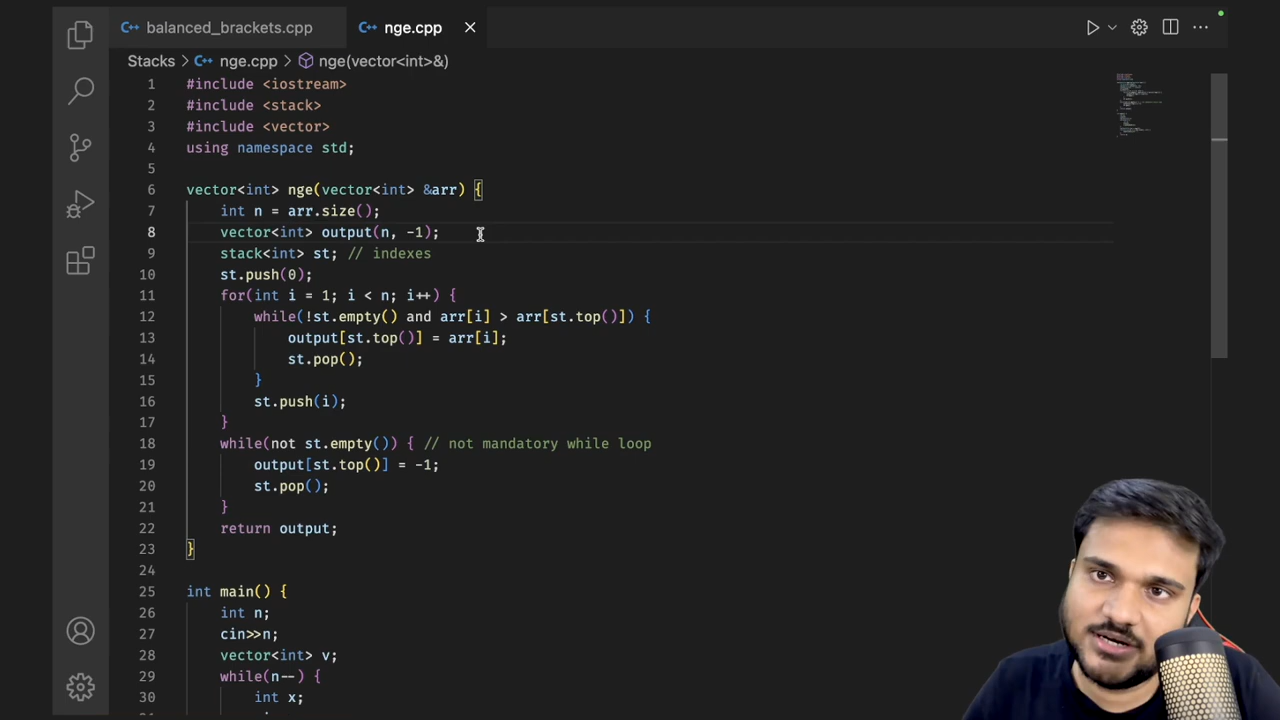 balanced_brackets.cpp
nge.cpp
Stacks > nge.cpp > nge(vector<int>&)
1 #include <iostream>
2 #include <stack>
3 #include <vector>
4 using namespace std;
5
6 vector<int> nge(vector<int> &arr) {
7 int n = arr.size();
8 vector<int> output(n, -1);
9 stack<int> st; // indexes
10 st.push(0);
11 for(int i = 1; i < n; i++) {
12 while(!st.empty() and arr[i] > arr[st.top()]) {
13 output[st.top()] = arr[i];
14 st.pop();
15 }
16 st.push(i);
17 }
18 while(not st.empty()) { // not mandatory while loop
19 output[st.top()] = -1;
20 st.pop();
21 }
22 return output;
23 }
24
25 int main() {
26 int n;
27 cin>>n;
28 vector<int> v;
29 while(n--) {
30 int x;